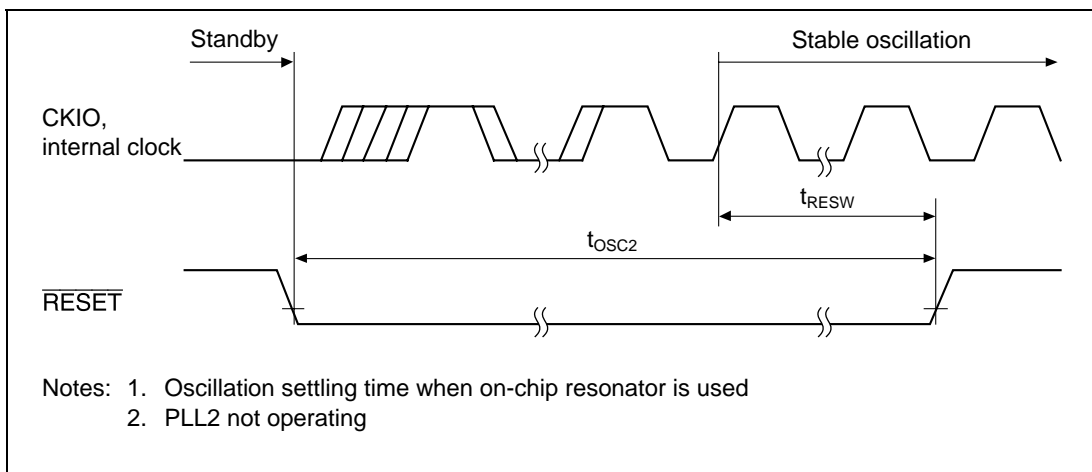 Standby
Stable oscillation
CKIO,
internal clock
tRESW
tOSC2
RESET
Notes: 1. Oscillation settling time when on-chip resonator is used
2. PLL2 not operating